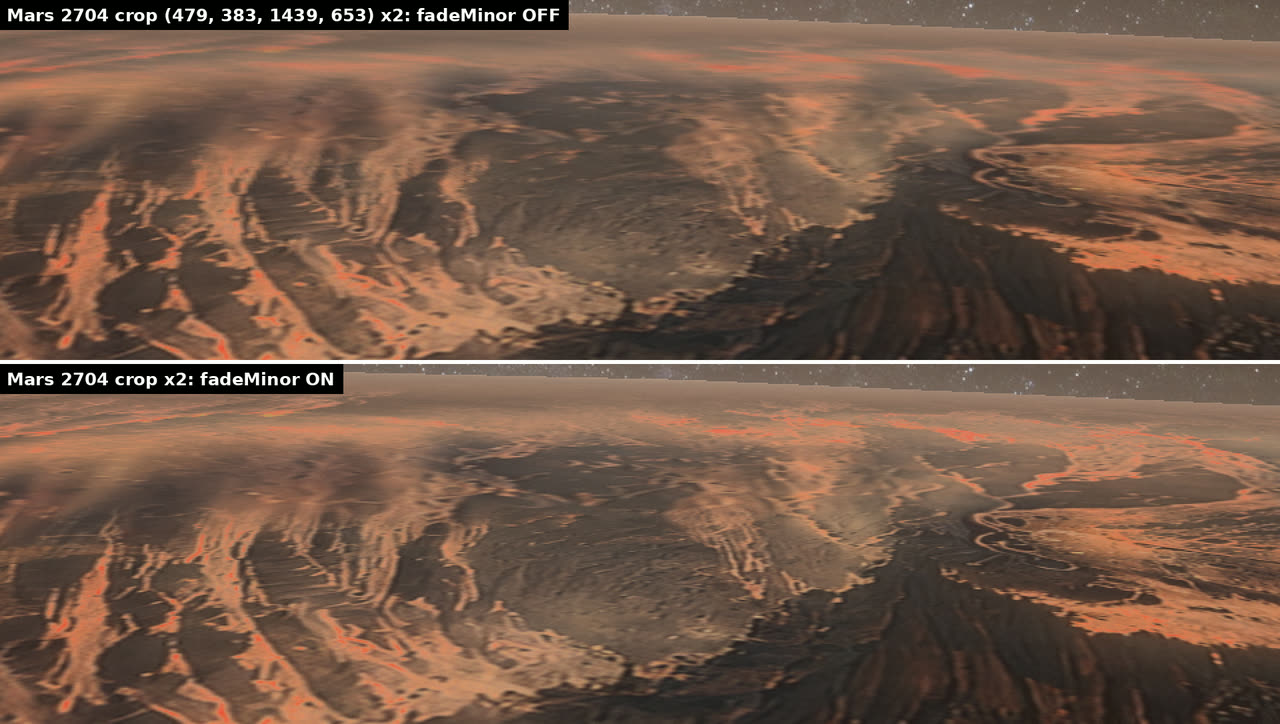 Mars 2704 crop (479, 383, 1439, 653) x2: fadeMinor OFF
Mars 2704 crop x2: fadeMinor ON